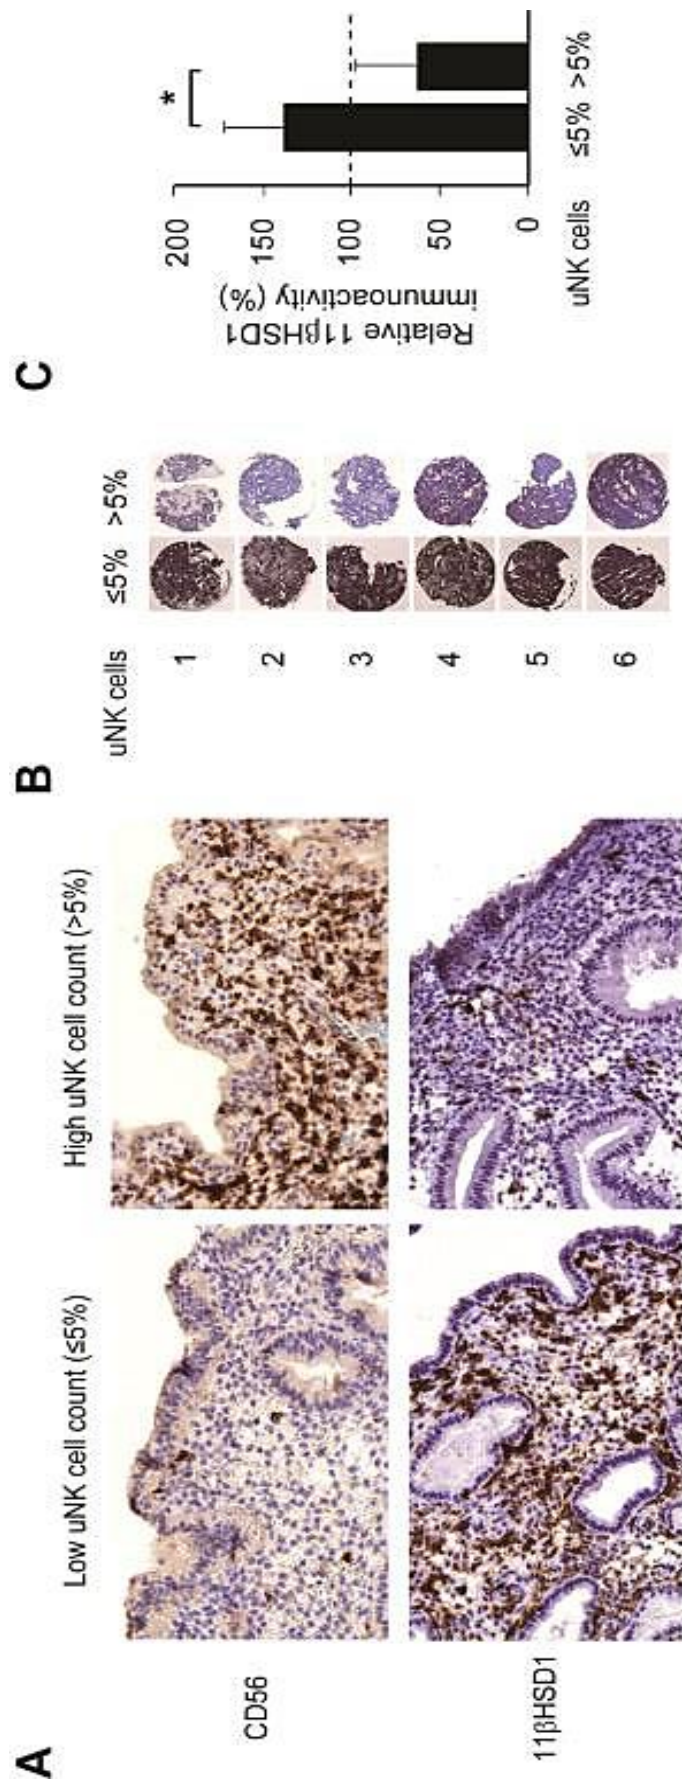 A
Low uNK cell count (≤5%)
High uNK cell count (>5%)
CD56
11βHSD1
B
uNK cells
≤5%
>5%
1
2
3
4
5
6
C
Relative 11βHSD1
immunoactivity (%)
200
150
100
50
0
*
uNK cells
≤5%
>5%